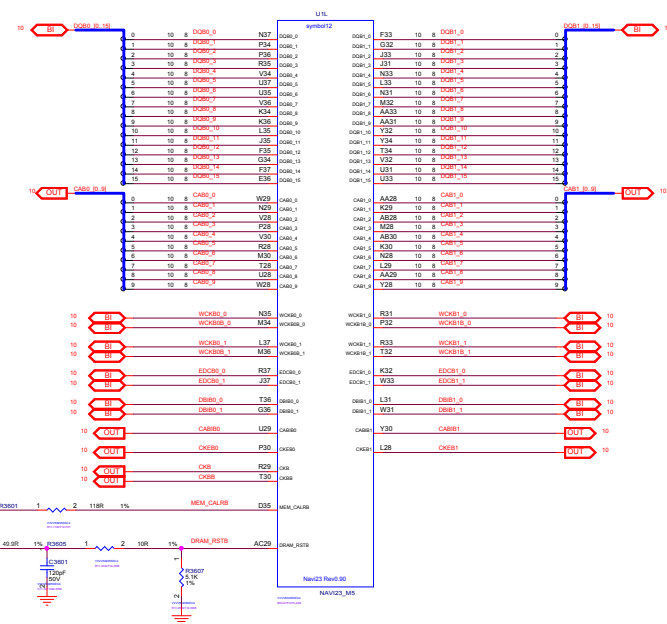 U1L
symbol12
10 BI DQB0_[0..15]
DQB1_[0..15] BI 1
0 10 8 DQB0_0 N37 DQB0_0 DQB1_0 F33 10 8 DQB1_0 0
1 10 8 DQB0_1 P34 DQB0_1 DQB1_1 G32 10 8 DQB1_1 1
2 10 8 DQB0_2 P36 DQB0_2 DQB1_2 J33 10 8 DQB1_2 2
3 10 8 DQB0_3 R35 DQB0_3 DQB1_3 J31 10 8 DQB1_3 3
4 10 8 DQB0_4 V34 DQB0_4 DQB1_4 N33 10 8 DQB1_4 4
5 10 8 DQB0_5 U37 DQB0_5 DQB1_5 L33 10 8 DQB1_5 5
6 10 8 DQB0_6 U35 DQB0_6 DQB1_6 N31 10 8 DQB1_6 6
7 10 8 DQB0_7 V36 DQB0_7 DQB1_7 M32 10 8 DQB1_7 7
8 10 8 DQB0_8 K34 DQB0_8 DQB1_8 AA33 10 8 DQB1_8 8
9 10 8 DQB0_9 K36 DQB0_9 DQB1_9 AA31 10 8 DQB1_9 9
10 10 8 DQB0_10 L35 DQB0_10 DQB1_10 Y32 10 8 DQB1_10 10
11 10 8 DQB0_11 J35 DQB0_11 DQB1_11 Y34 10 8 DQB1_11 11
12 10 8 DQB0_12 F35 DQB0_12 DQB1_12 T34 10 8 DQB1_12 12
13 10 8 DQB0_13 G34 DQB0_13 DQB1_13 V32 10 8 DQB1_13 13
14 10 8 DQB0_14 F37 DQB0_14 DQB1_14 U31 10 8 DQB1_14 14
15 10 8 DQB0_15 E36 DQB0_15 DQB1_15 U33 10 8 DQB1_15 15
10 OUT CAB0_[0..9]
CAB1_[0..9] OUT 10
0 10 8 CAB0_0 W29 CAB0_0 CAB1_0 AA28 10 8 CAB1_0 0
1 10 8 CAB0_1 N29 CAB0_1 CAB1_1 K29 10 8 CAB1_1 1
2 10 8 CAB0_2 V28 CAB0_2 CAB1_2 AB28 10 8 CAB1_2 2
3 10 8 CAB0_3 P28 CAB0_3 CAB1_3 M28 10 8 CAB1_3 3
4 10 8 CAB0_4 V30 CAB0_4 CAB1_4 AB30 10 8 CAB1_4 4
5 10 8 CAB0_5 R28 CAB0_5 CAB1_5 K30 10 8 CAB1_5 5
6 10 8 CAB0_6 M30 CAB0_6 CAB1_6 N28 10 8 CAB1_6 6
7 10 8 CAB0_7 T28 CAB0_7 CAB1_7 L29 10 8 CAB1_7 7
8 10 8 CAB0_8 U28 CAB0_8 CAB1_8 AA29 10 8 CAB1_8 8
9 10 8 CAB0_9 W28 CAB0_9 CAB1_9 Y28 10 8 CAB1_9 9
10 BI WCKB0_0 N35 WCKB0_0 WCKB1_0 R31 WCKB1_0 BI 10
10 BI WCKB0B_0 M34 WCKB0B_0 WCKB1B_0 P32 WCKB1B_0 BI 10
10 BI WCKB0_1 L37 WCKB0_1 WCKB1_1 R33 WCKB1_1 BI 10
10 BI WCKB0B_1 M36 WCKB0B_1 WCKB1B_1 T32 WCKB1B_1 BI 10
10 BI EDCB0_0 R37 EDCB0_0 EDCB1_0 K32 EDCB1_0 BI 10
10 BI EDCB0_1 J37 EDCB0_1 EDCB1_1 W33 EDCB1_1 BI 10
10 BI DBIB0_0 T36 DBIB0_0 DBIB1_0 L31 DBIB1_0 BI 10
10 BI DBIB0_1 G36 DBIB0_1 DBIB1_1 W31 DBIB1_1 BI 10
10 OUT CABIB0 U29 CABIB0 CABIB1 Y30 CABIB1 OUT 10
10 OUT CKEB0 P30 CKEB0 CKEB1 L28 CKEB1 OUT 10
10 OUT CKB R29 CKB
10 OUT CKBB T30 CKBB
R3601 1 2 118R 1% MEM_CALRB D35 MEM_CALRB
49.9R 1% R3605 1 2 10R 1% DRAM_RSTB AC29 DRAM_RSTB
C3601
120pF
50V
1
R3607
5.1K
1%
2
Navi23 Rev0.90
NAVI23_M5